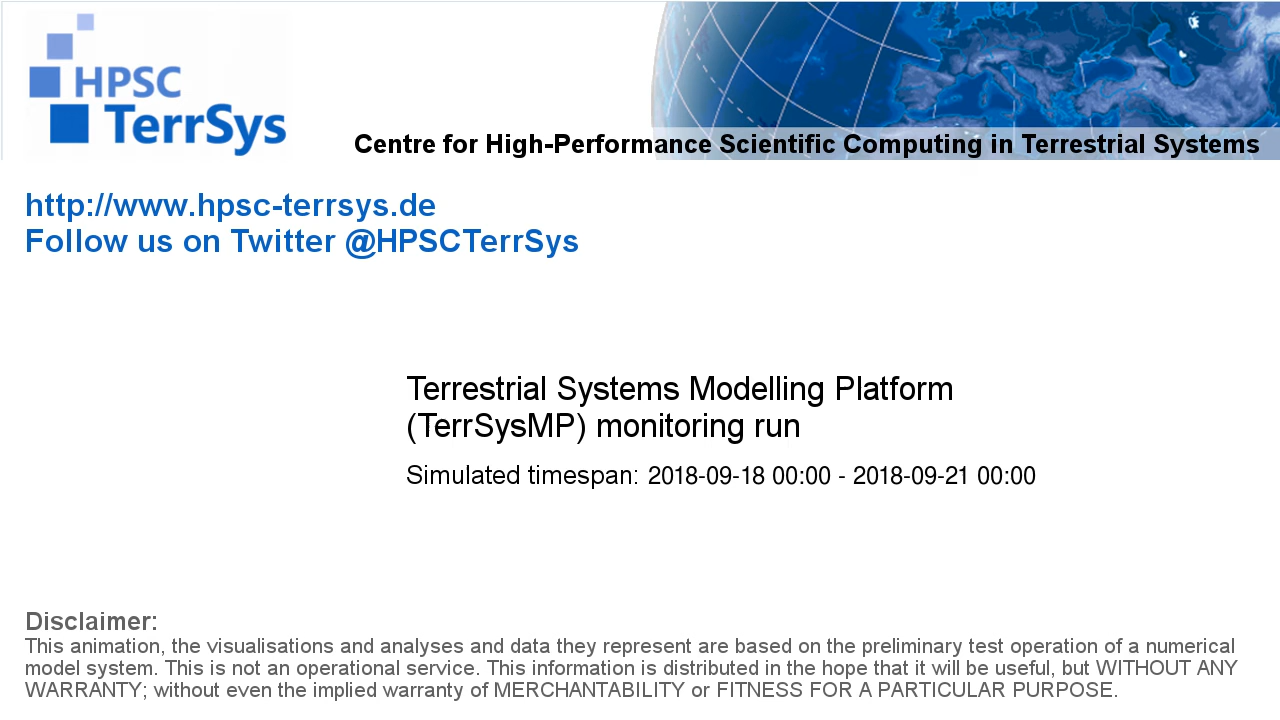 HPSC
TerrSys
Centre for High-Performance Scientific Computing in Terrestrial Systems
http://www.hpsc-terrsys.de
Follow us on Twitter @HPSCTerrSys
Terrestrial Systems Modelling Platform
(TerrSysMP) monitoring run
Simulated timespan: 2018-09-18 00:00 - 2018-09-21 00:00
Disclaimer:
This animation, the visualisations and analyses and data they represent are based on the preliminary test operation of a numerical
model system. This is not an operational service. This information is distributed in the hope that it will be useful, but WITHOUT ANY
WARRANTY; without even the implied warranty of MERCHANTABILITY or FITNESS FOR A PARTICULAR PURPOSE.